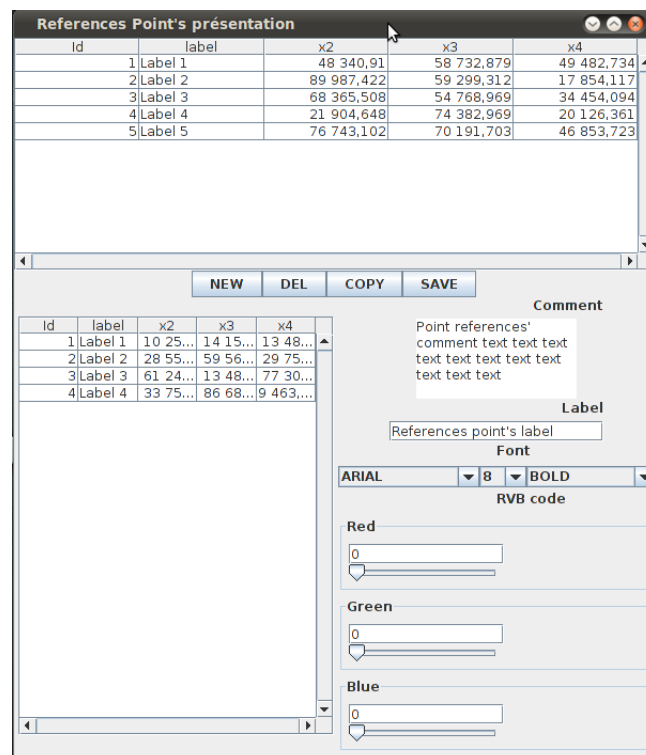 References Point's présentation
Id label x2 x3 x4
1 Label 1 48 340,91 58 732,879 49 482,734
2 Label 2 89 987,422 59 299,312 17 854,117
3 Label 3 68 365,508 54 768,969 34 454,094
4 Label 4 21 904,648 74 382,969 20 126,361
5 Label 5 76 743,102 70 191,703 46 853,723
NEW DEL COPY SAVE
Id label x2 x3 x4
1 Label 1 10 25... 14 15... 13 48...
2 Label 2 28 55... 59 56... 29 75...
3 Label 3 61 24... 13 48... 77 30...
4 Label 4 33 75... 86 68... 9 463,...
Comment
Point references'
comment text text text
text text text text text
text text text
Label
References point's label
Font
ARIAL 8 BOLD
RVB code
Red
0
Green
0
Blue
0